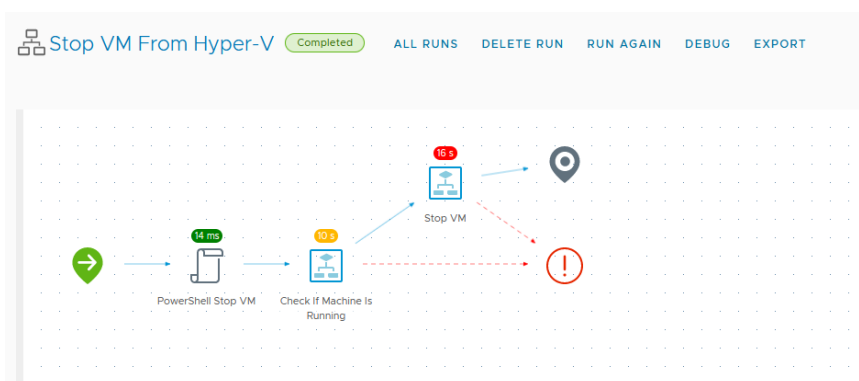 Stop VM From Hyper-V
Completed
ALL RUNS
DELETE RUN
RUN AGAIN
DEBUG
EXPORT
16 s
Stop VM
14 ms
10 s
PowerShell Stop VM
Check If Machine Is
Running